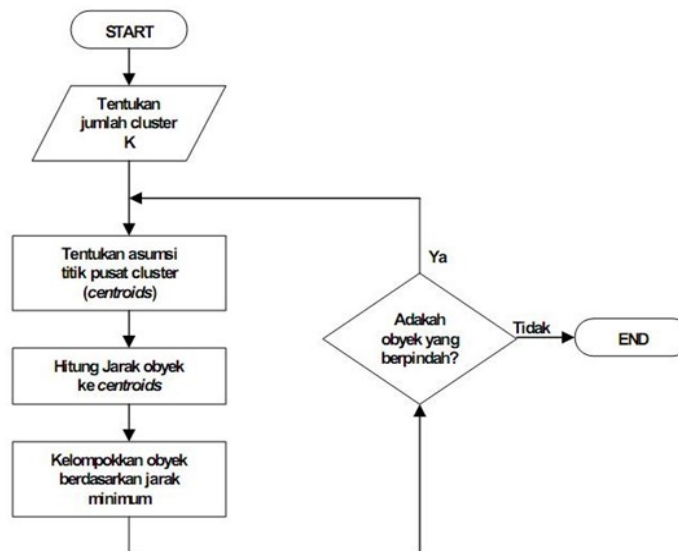 START
Tentukan
jumlah cluster
K
Tentukan asumsi
titik pusat cluster
(centroids)
Hitung Jarak obyek
ke centroids
Kelompokkan obyek
berdasarkan jarak
minimum
Ya
Adakah
obyek yang
berpindah?
Tidak
END